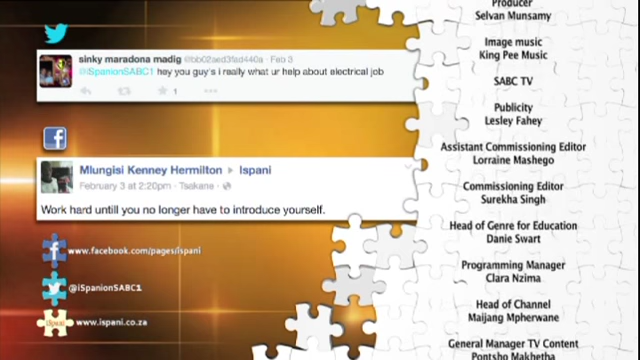 sinky maradona madig @bb02aed3fad440a · Feb 3
@iSpanionSABC1 hey you guy's i really what ur help about electrical job
1
Mlungisi Kenney Hermilton ▸ Ispani
February 3 at 2:20pm · Tsakane ·
Work hard untill you no longer have to introduce yourself.
www.facebook.com/pages/ispani
@iSpanionSABC1
www.ispani.co.za
Producer
Selvan Munsamy
Image music
King Pee Music
SABC TV
Publicity
Lesley Fahey
Assistant Commissioning Editor
Lorraine Mashego
Commissioning Editor
Surekha Singh
Head of Genre for Education
Danie Swart
Programming Manager
Clara Nzima
Head of Channel
Maijang Mpherwane
General Manager TV Content
Pontsho Makhetha